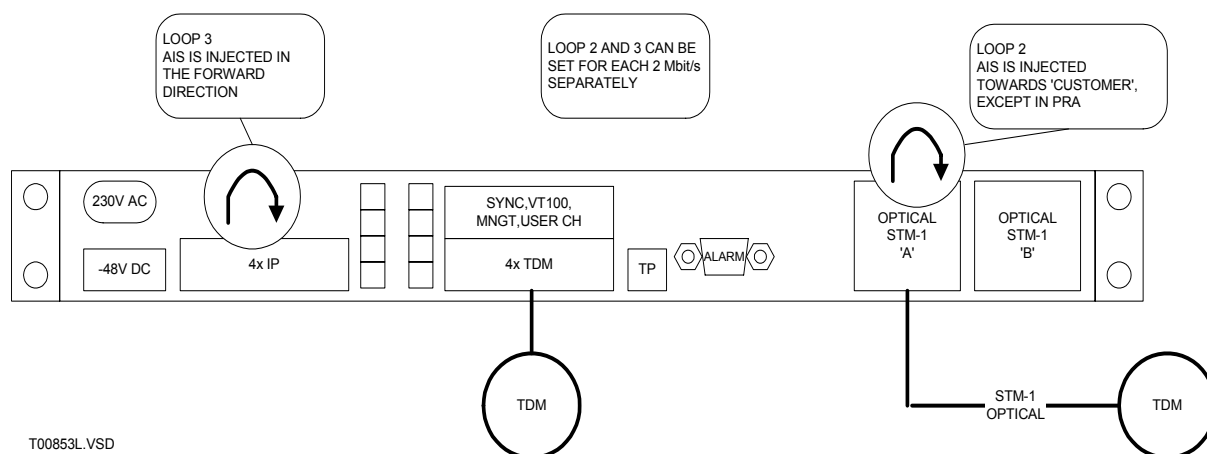 LOOP 3
AIS IS INJECTED IN
THE FORWARD
DIRECTION
LOOP 2 AND 3 CAN BE
SET FOR EACH 2 Mbit/s
SEPARATELY
LOOP 2
AIS IS INJECTED
TOWARDS 'CUSTOMER',
EXCEPT IN PRA
230V AC
-48V DC
4x IP
SYNC,VT100,
MNGT,USER CH
4x TDM
TP
ALARM
OPTICAL
STM-1
'A'
OPTICAL
STM-1
'B'
TDM
STM-1
OPTICAL
TDM
T00853L.VSD